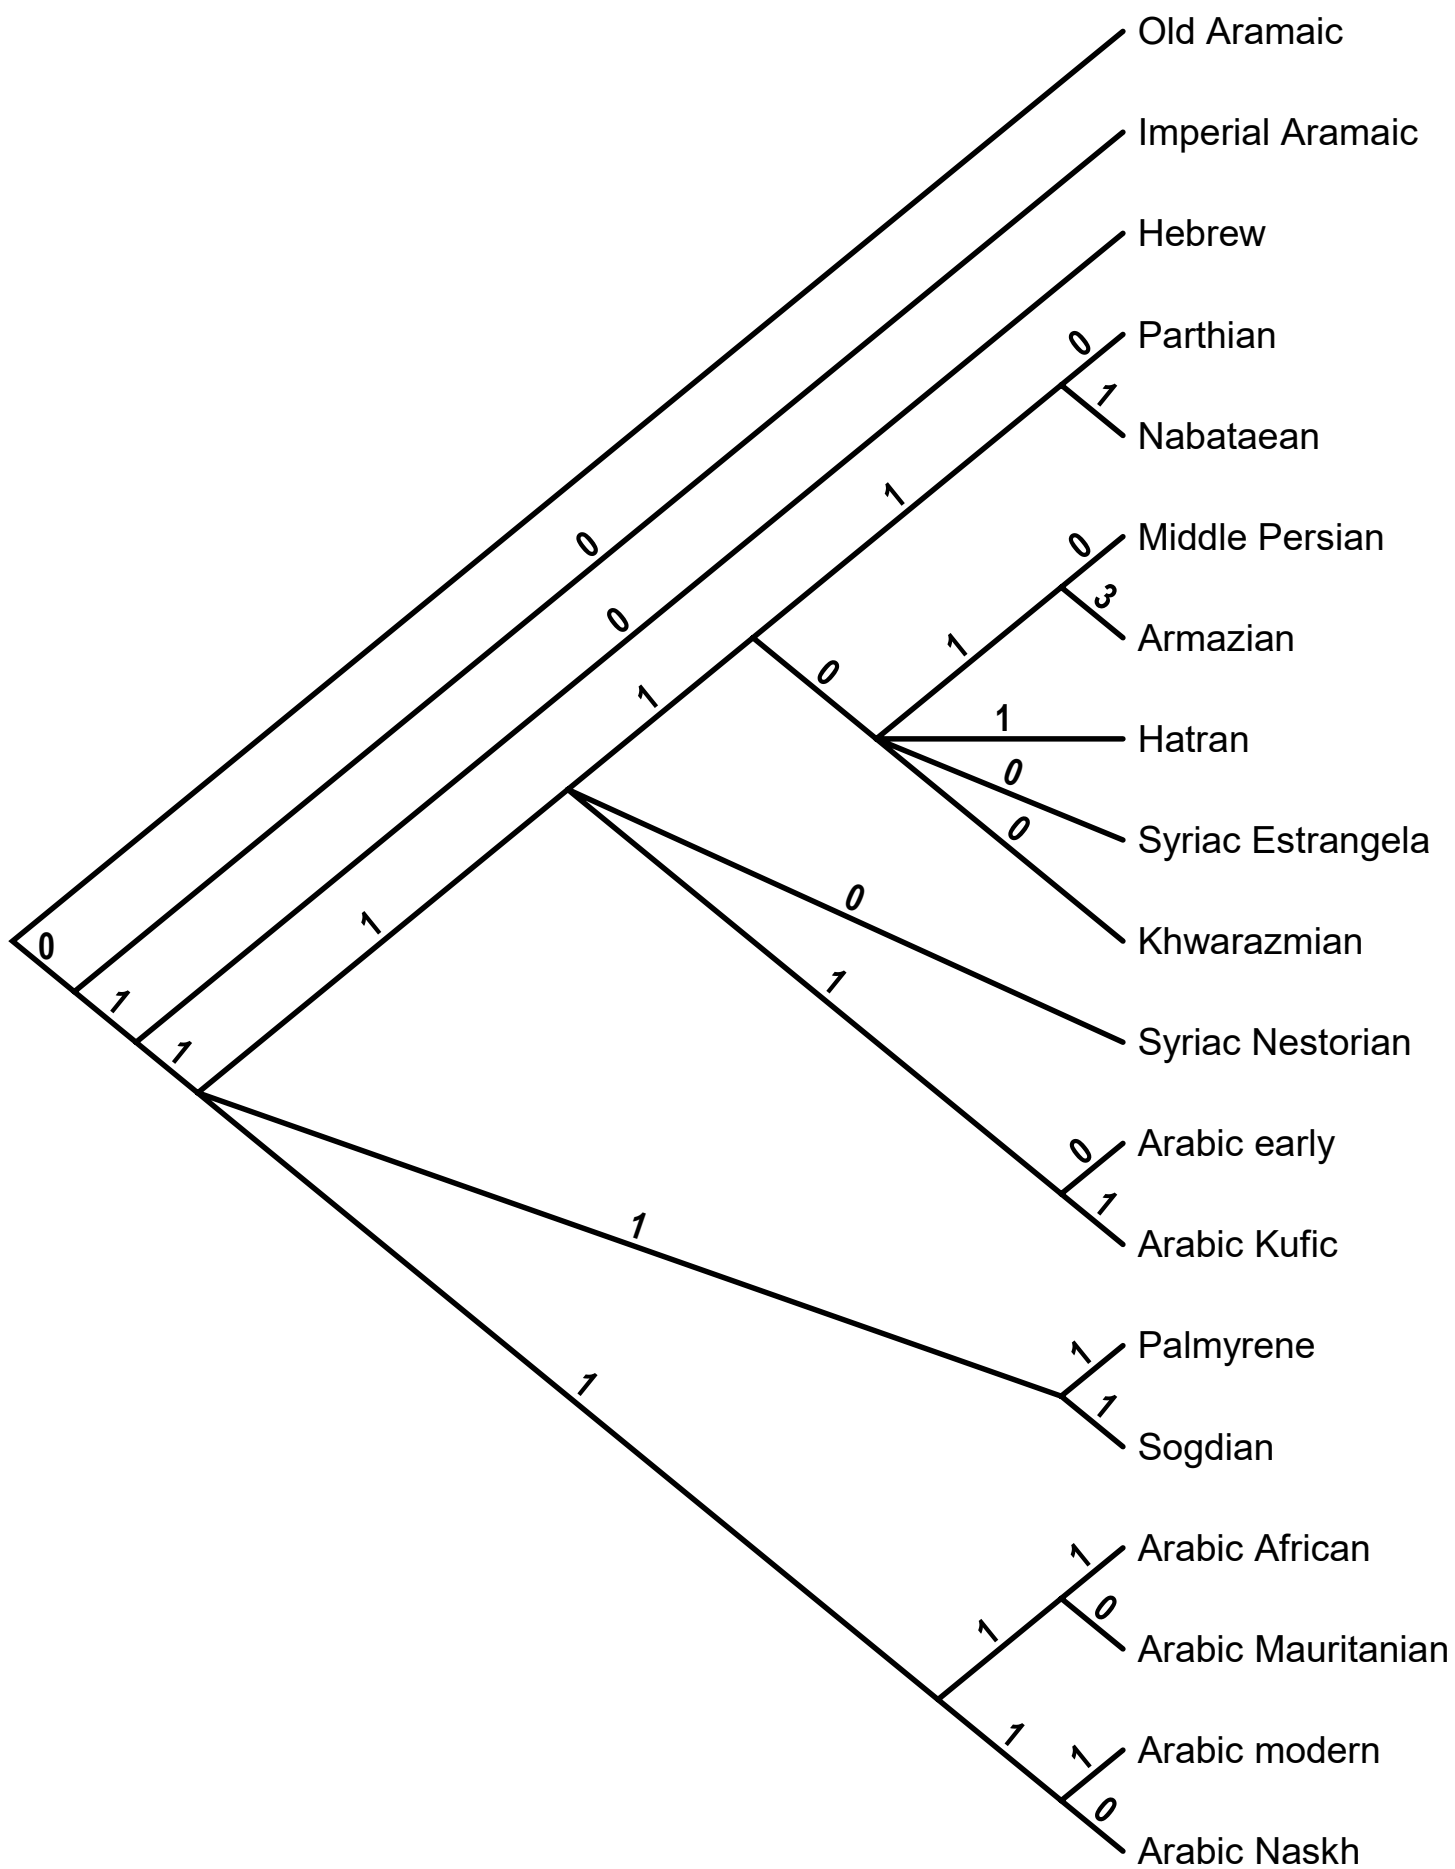 Old Aramaic
Imperial Aramaic
Hebrew
0
Parthian
1
Nabataean
1
0
Middle Persian
0
3
Armazian
0
1
0
1
1
Hatran
0
Syriac Estrangela
0
1
0
Khwarazmian
0
1
1
Syriac Nestorian
1
0
Arabic early
1
Arabic Kufic
1
1
Palmyrene
1
1
Sogdian
1
Arabic African
1
0
Arabic Mauritanian
1
1
Arabic modern
0
Arabic Naskh